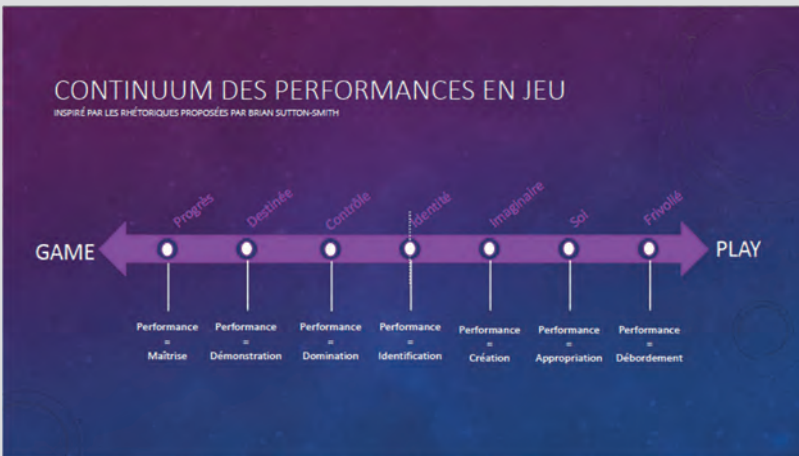 CONTINUUM DES PERFORMANCES EN JEU
INSPIRÉ PAR LES RHÉTORIQUES PROPOSÉES PAR BRIAN SUTTON-SMITH
Progrès
Destinée
Contrôle
Identité
Imaginaire
Soi
Frivolié
GAME
PLAY
Performance
=
Maîtrise
Performance
=
Démonstration
Performance
=
Domination
Performance
=
Identification
Performance
=
Création
Performance
=
Appropriation
Performance
=
Débordement